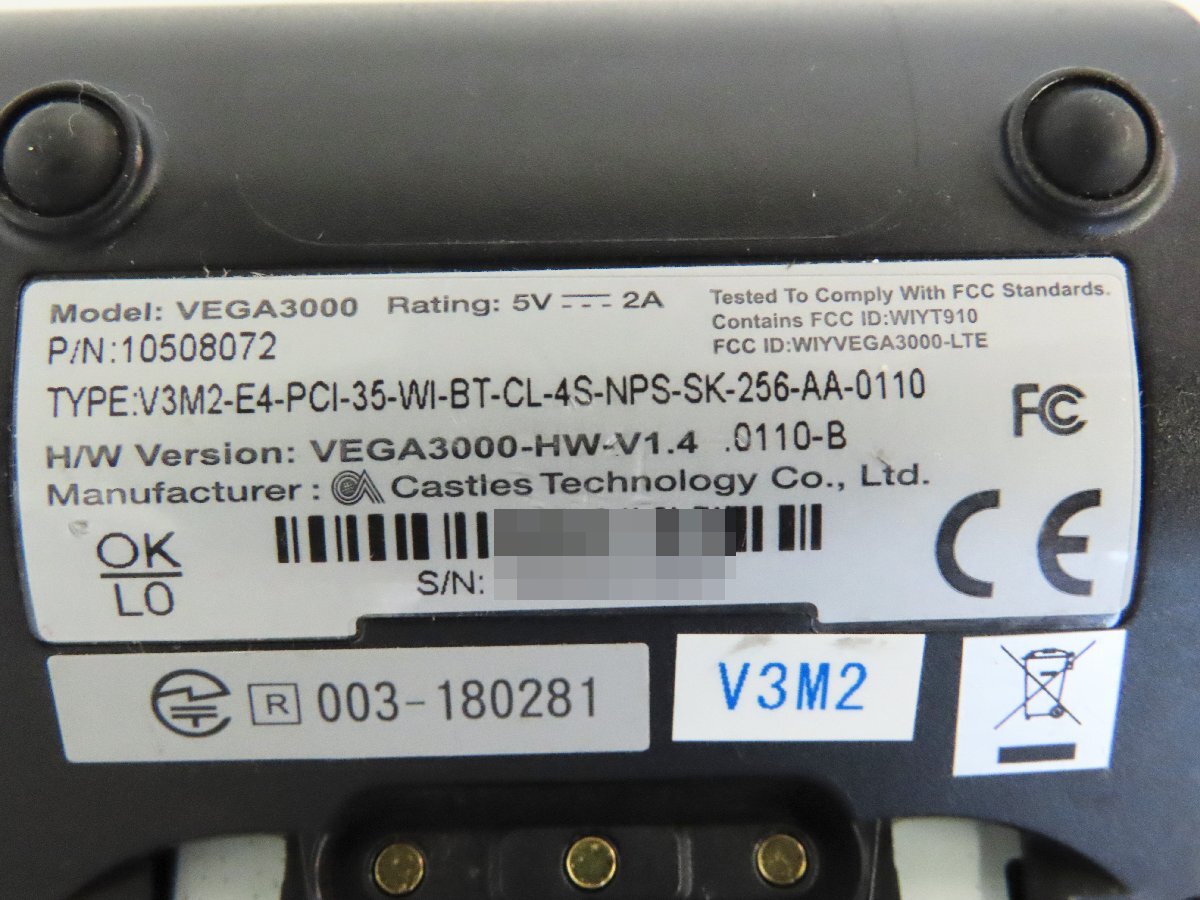 Model: VEGA3000 Rating: 5V 2A
Tested To Comply With FCC Standards.
Contains FCC ID:WIYT910
FCC ID:WIYVEGA3000-LTE
P/N:10508072
TYPE:V3M2-E4-PCI-35-WI-BT-CL-4S-NPS-SK-256-AA-0110
FC
H/W Version: VEGA3000-HW-V1.4 .0110-B
Manufacturer : Castles Technology Co., Ltd.
OK
L0
S/N:
CE
R 003-180281
V3M2